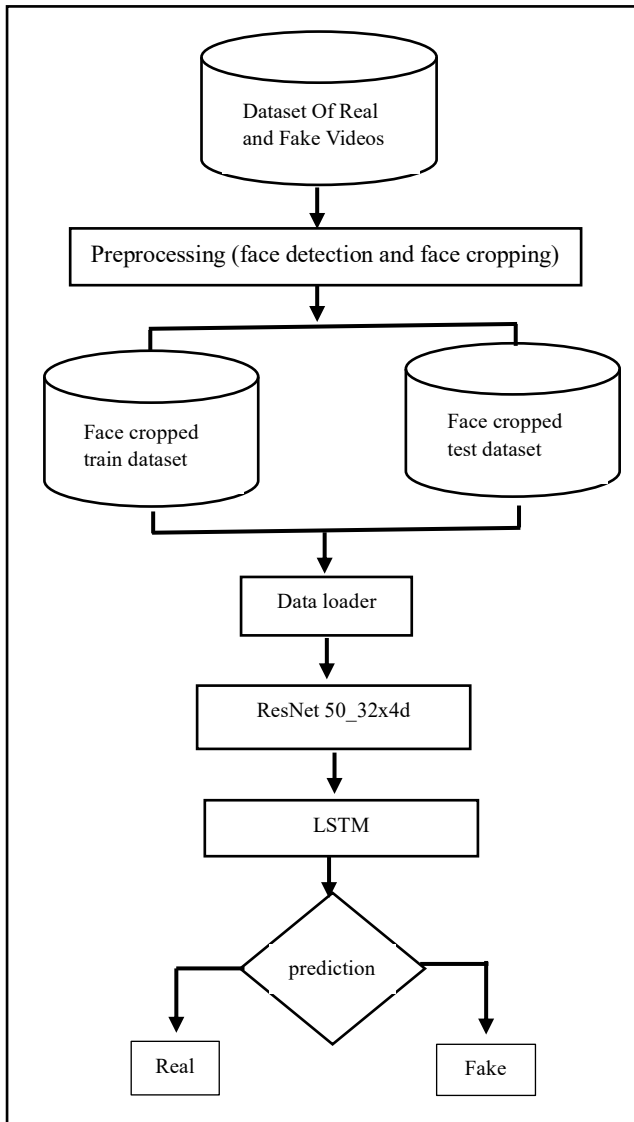 Dataset Of Real
and Fake Videos
Preprocessing (face detection and face cropping)
Face cropped
train dataset
Face cropped
test dataset
Data loader
ResNet 50_32x4d
LSTM
prediction
Real
Fake